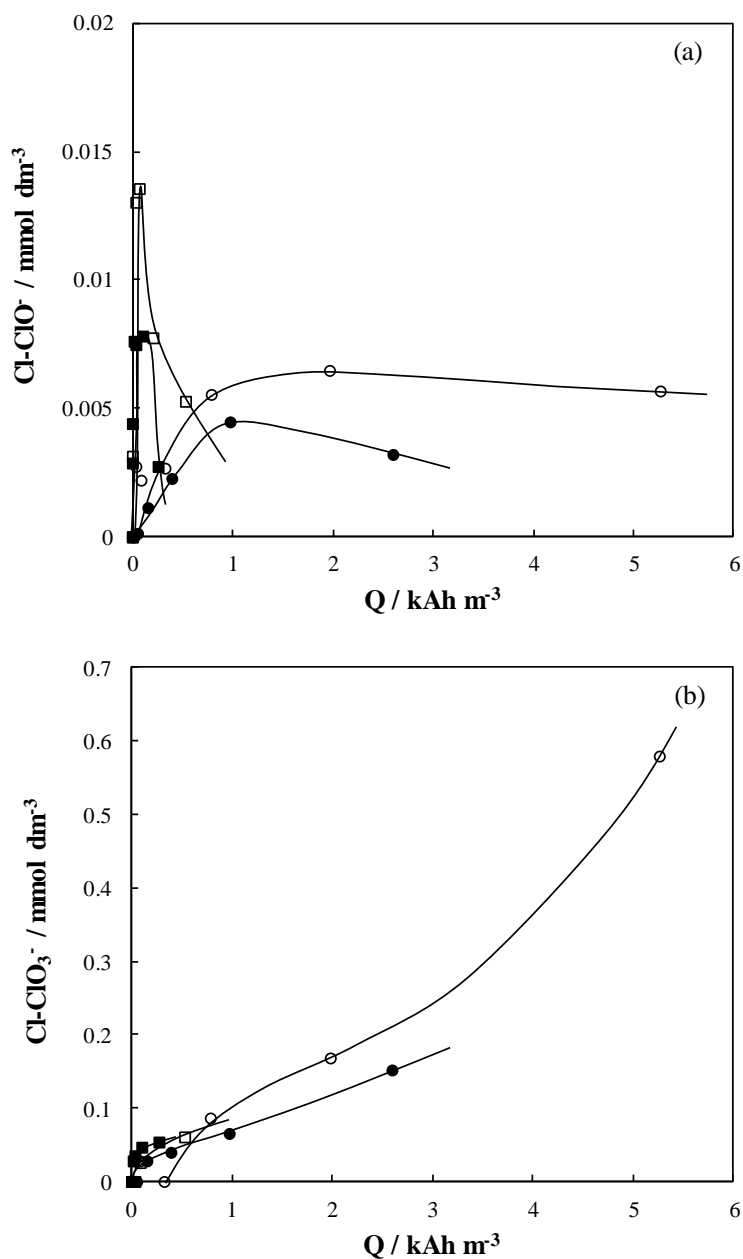 (a)
0.02
0.015
0.01
0.005
0
0 1 2 3 4 5 6
Cl-ClO⁻ / mmol dm⁻³
Q / kAh m⁻³
(b)
0.7
0.6
0.5
0.4
0.3
0.2
0.1
0
0 1 2 3 4 5 6
Cl-ClO₃⁻ / mmol dm⁻³
Q / kAh m⁻³